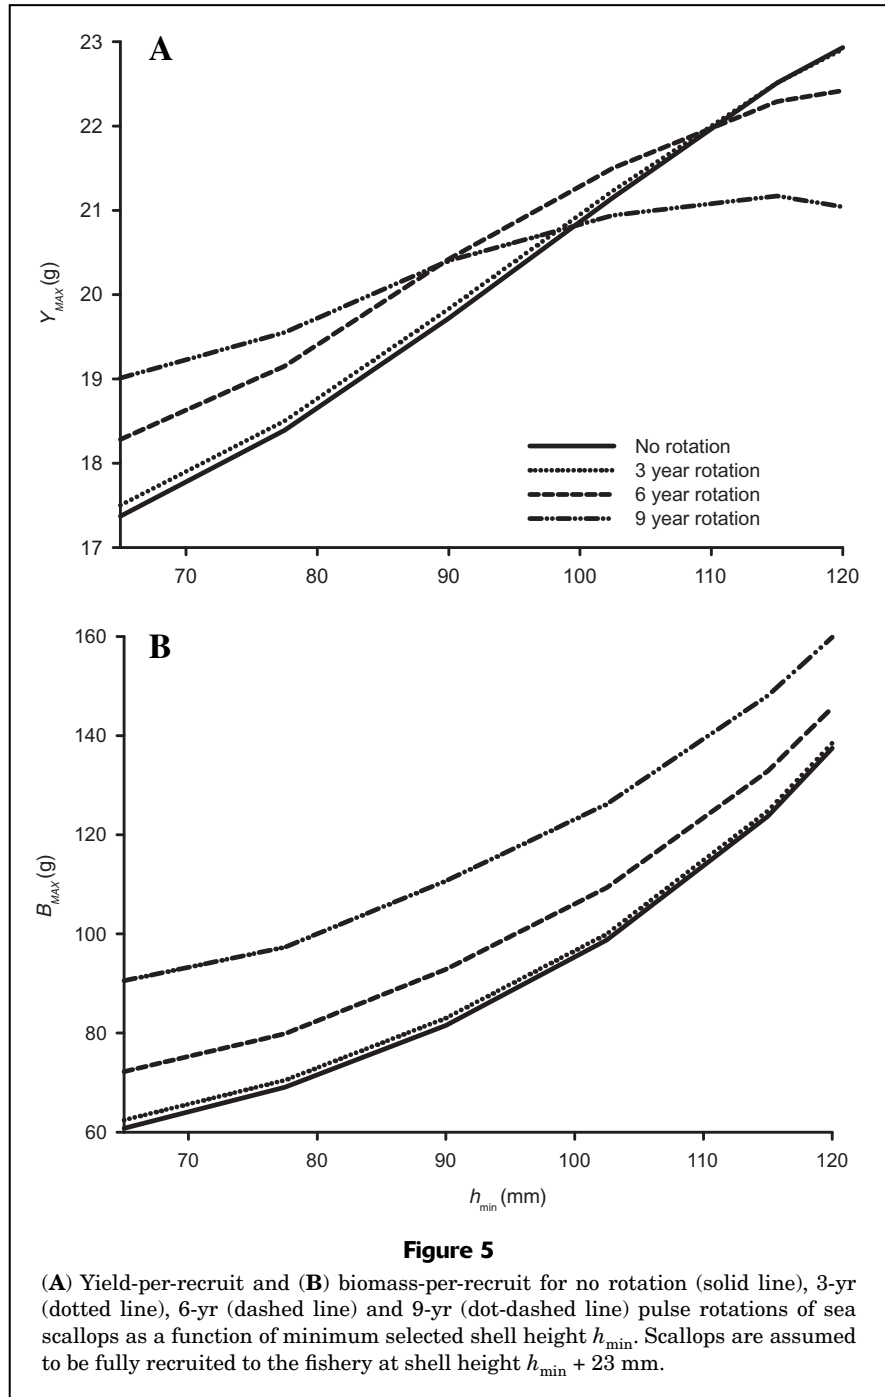 A
23
22
21
20
19
18
17
Y_MAX (g)
No rotation
3 year rotation
6 year rotation
9 year rotation
70 80 90 100 110 120
B
160
140
120
100
80
60
B_MAX (g)
70 80 90 100 110 120
h_min (mm)
Figure 5
(A) Yield-per-recruit and (B) biomass-per-recruit for no rotation (solid line), 3-yr
(dotted line), 6-yr (dashed line) and 9-yr (dot-dashed line) pulse rotations of sea
scallops as a function of minimum selected shell height h_min. Scallops are assumed
to be fully recruited to the fishery at shell height h_min + 23 mm.